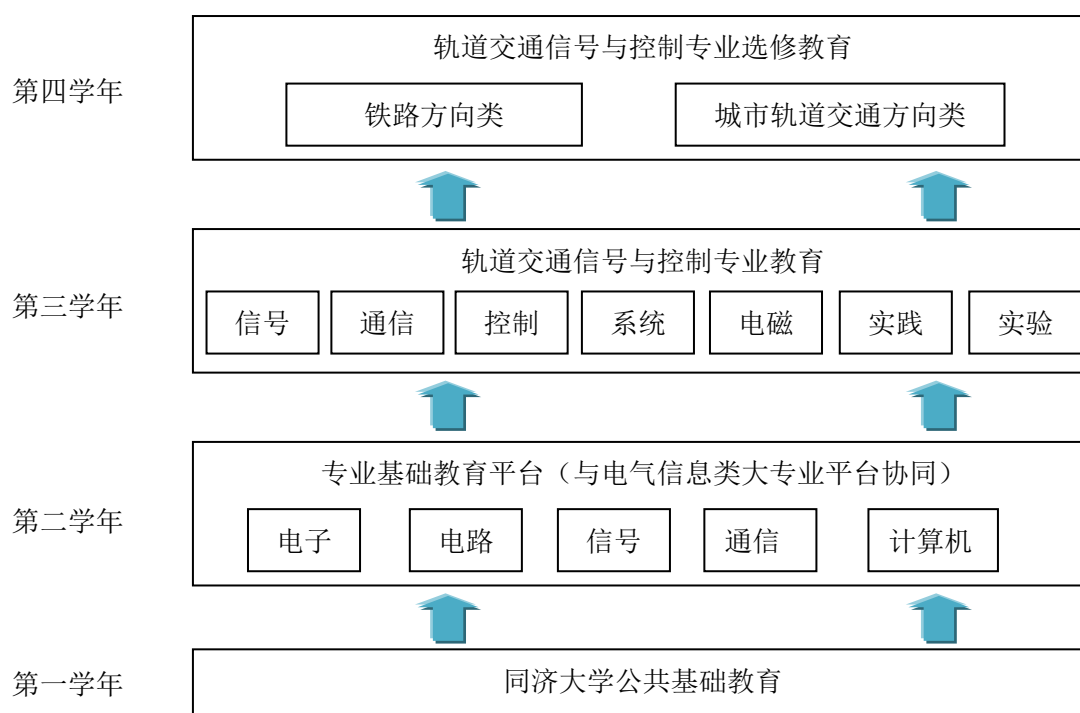 轨道交通信号与控制专业选修教育
第四学年
铁路方向类 城市轨道交通方向类
轨道交通信号与控制专业教育
第三学年
信号 通信 控制 系统 电磁 实践 实验
专业基础教育平台（与电气信息类大专业平台协同）
第二学年
电子 电路 信号 通信 计算机
第一学年 同济大学公共基础教育